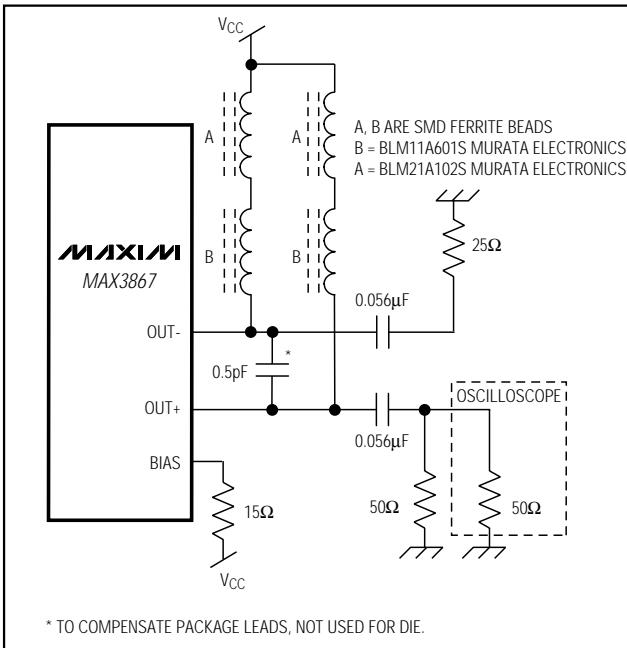 VCC
A
A
A, B ARE SMD FERRITE BEADS
B = BLM11A601S MURATA ELECTRONICS
A = BLM21A102S MURATA ELECTRONICS
MAXIM
MAX3867
B
B
25Ω
0.056µF
OUT-
0.5pF
*
OUT+
OSCILLOSCOPE
0.056µF
BIAS
15Ω
50Ω
50Ω
VCC
* TO COMPENSATE PACKAGE LEADS, NOT USED FOR DIE.